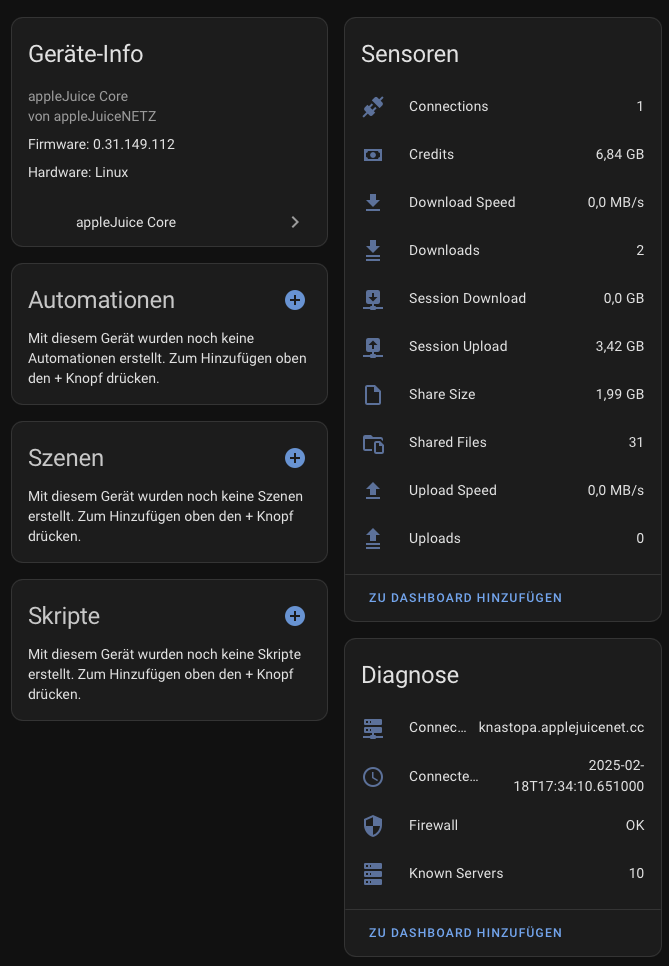 Geräte-Info
appleJuice Core
von appleJuiceNETZ
Firmware: 0.31.149.112
Hardware: Linux
appleJuice Core
Automationen
Mit diesem Gerät wurden noch keine
Automationen erstellt. Zum Hinzufügen oben
den + Knopf drücken.
Szenen
Mit diesem Gerät wurden noch keine Szenen
erstellt. Zum Hinzufügen oben den + Knopf
drücken.
Skripte
Mit diesem Gerät wurden noch keine Skripte
erstellt. Zum Hinzufügen oben den + Knopf
drücken.
Sensoren
Connections 1
Credits 6,84 GB
Download Speed 0,0 MB/s
Downloads 2
Session Download 0,0 GB
Session Upload 3,42 GB
Share Size 1,99 GB
Shared Files 31
Upload Speed 0,0 MB/s
Uploads 0
ZU DASHBOARD HINZUFÜGEN
Diagnose
Connec... knastopa.applejuicenet.cc
Connecte... 2025-02-
18T17:34:10.651000
Firewall OK
Known Servers 10
ZU DASHBOARD HINZUFÜGEN